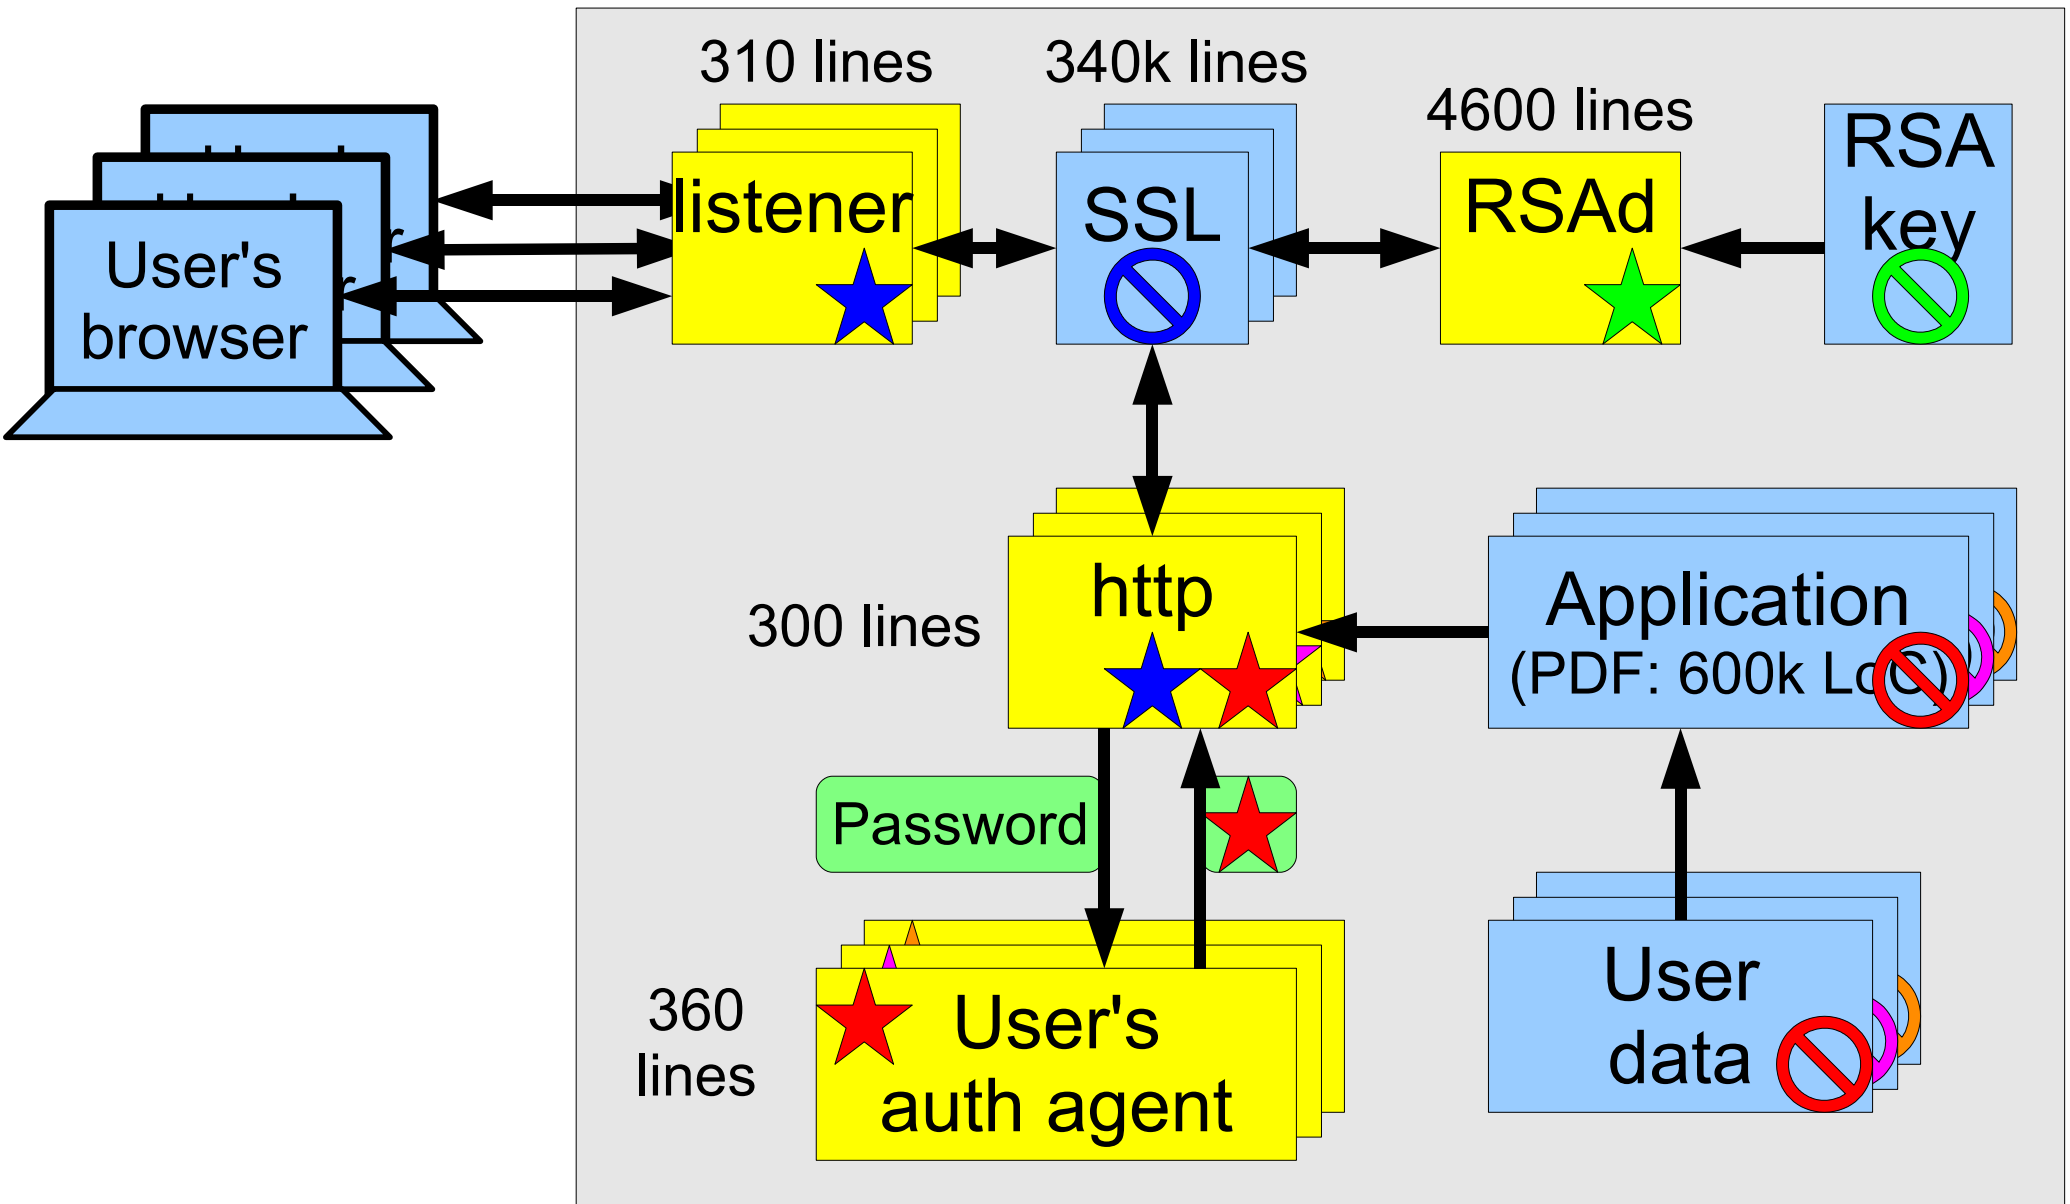 310 lines
340k lines
4600 lines
RSA
key
listener
SSL
RSAd
User's
browser
http
300 lines
Application
(PDF: 600k LoC)
Password
360
lines
User's
auth agent
User
data